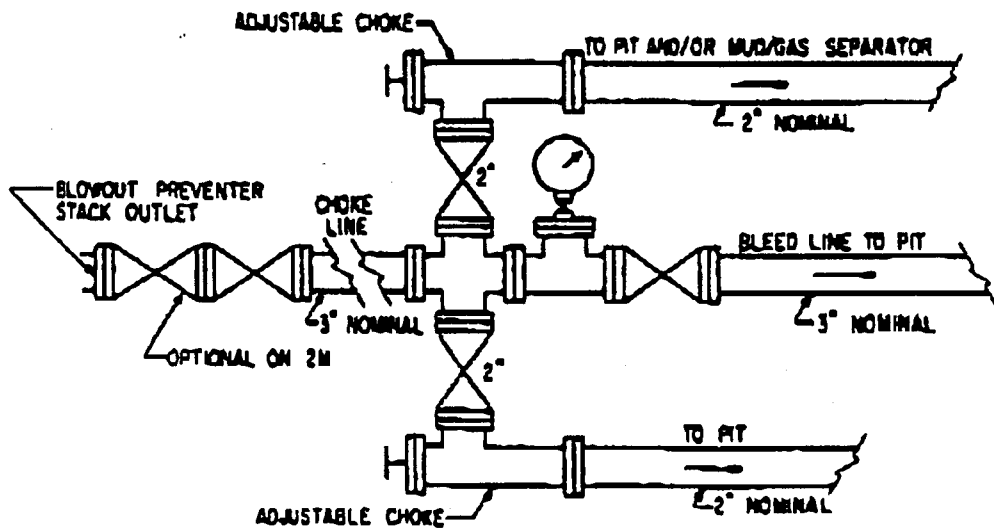 ADJUSTABLE CHOKE
TO PIT AND/OR MUD/GAS SEPARATOR
2" NOMINAL
2"
BLOWOUT PREVENTER
STACK OUTLET
CHOKE
LINE
BLEED LINE TO PIT
3" NOMINAL
3" NOMINAL
OPTIONAL ON 2M
2"
TO PIT
2" NOMINAL
ADJUSTABLE CHOKE